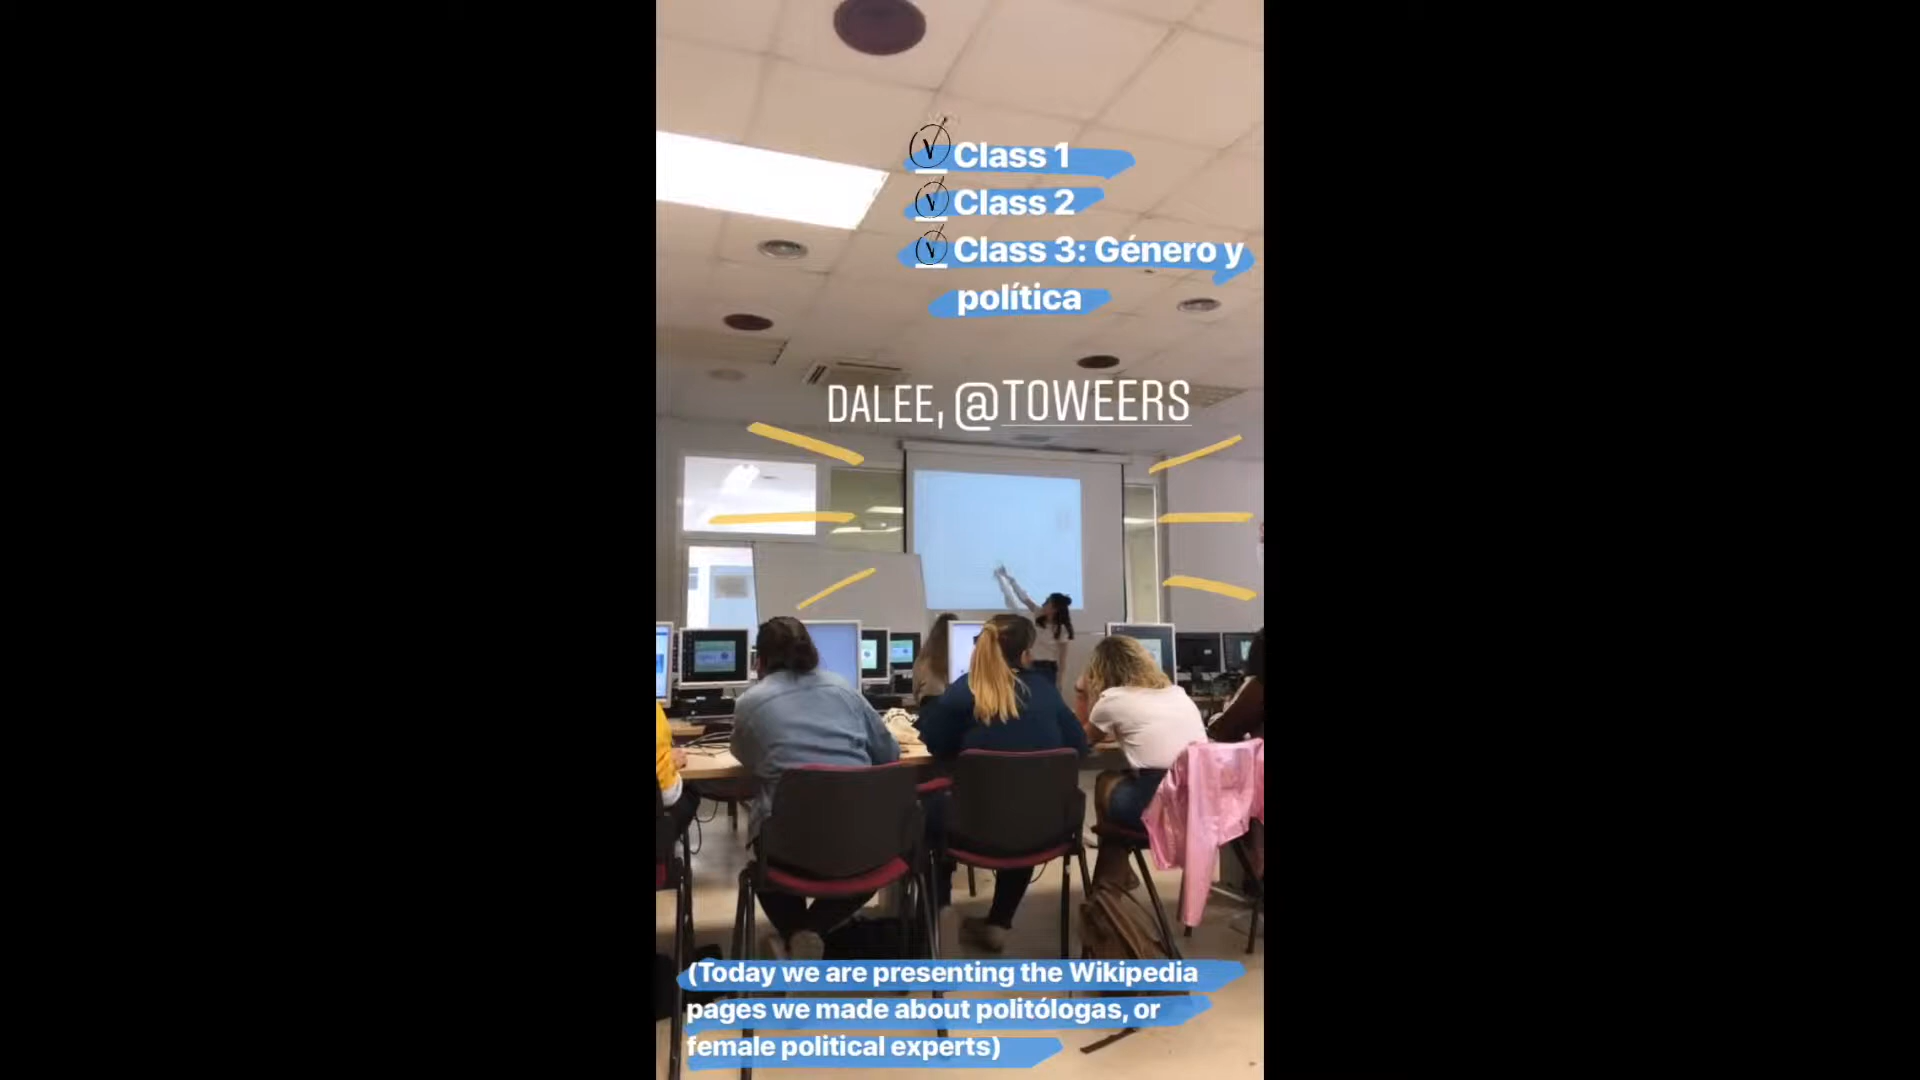 Class 1
Class 2
Class 3: Género y
política
DALEE, @TOWEERS
(Today we are presenting the Wikipedia
pages we made about politólogas, or
female political experts)